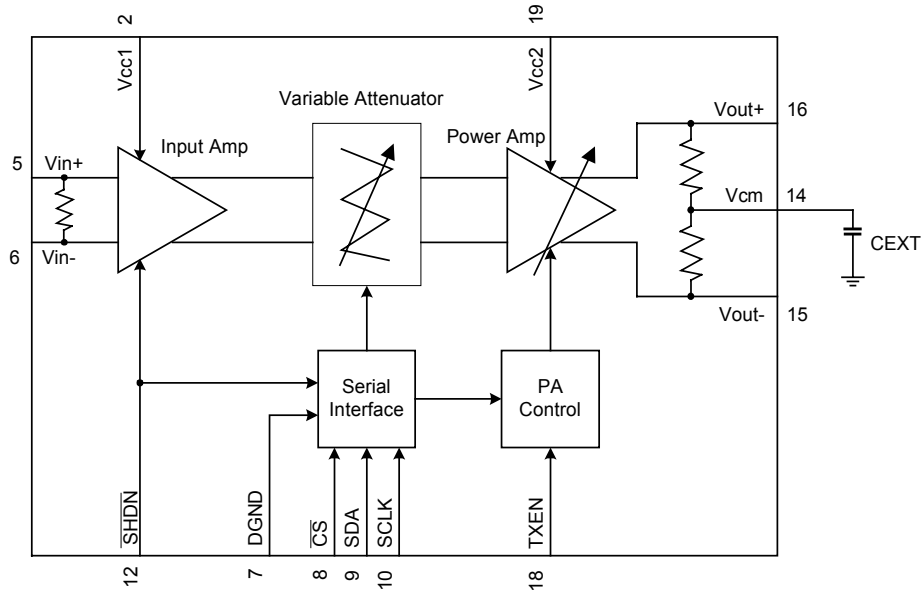 2
19
Vcc1
Vcc2
Variable Attenuator
Vout+
16
Input Amp
Power Amp
5
Vin+
Vcm
14
6
Vin-
CEXT
Vout-
15
Serial
Interface
PA
Control
SHDN
DGND
CS
SDA
SCLK
TXEN
12
7
8
9
10
18